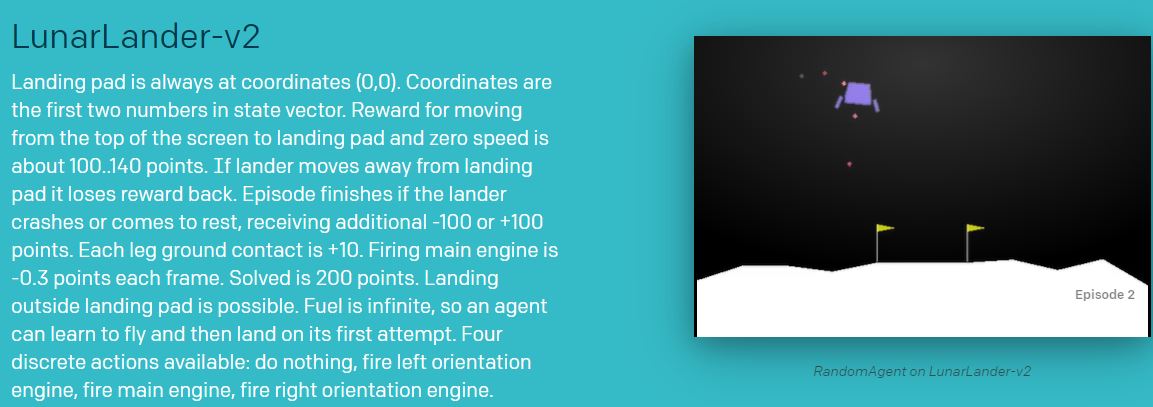 LunarLander-v2
Landing pad is always at coordinates (0,0). Coordinates are
the first two numbers in state vector. Reward for moving
from the top of the screen to landing pad and zero speed is
about 100..140 points. If lander moves away from landing
pad it loses reward back. Episode finishes if the lander
crashes or comes to rest, receiving additional -100 or +100
points. Each leg ground contact is +10. Firing main engine is
-0.3 points each frame. Solved is 200 points. Landing
outside landing pad is possible. Fuel is infinite, so an agent
can learn to fly and then land on its first attempt. Four
discrete actions available: do nothing, fire left orientation
engine, fire main engine, fire right orientation engine.
Episode 2
RandomAgent on LunarLander-v2